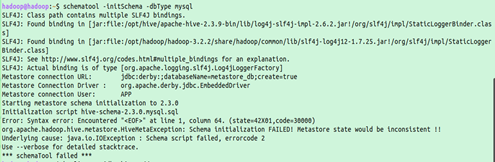 hadoop@hadoop:~$ schematool -initSchema -dbType mysql
SLF4J: Class path contains multiple SLF4J bindings.
SLF4J: Found binding in [jar:file:/opt/hive/apache-hive-2.3.9-bin/lib/log4j-slf4j-impl-2.6.2.jar!/org/slf4j/impl/StaticLoggerBinder.clas
s]
SLF4J: Found binding in [jar:file:/opt/hadoop/hadoop-3.2.2/share/hadoop/common/lib/slf4j-log4j12-1.7.25.jar!/org/slf4j/impl/StaticLogger
Binder.class]
SLF4J: See http://www.slf4j.org/codes.html#multiple_bindings for an explanation.
SLF4J: Actual binding is of type [org.apache.logging.slf4j.Log4jLoggerFactory]
Metastore connection URL: jdbc:derby:;databaseName=metastore_db;create=true
Metastore Connection Driver : org.apache.derby.jdbc.EmbeddedDriver
Metastore connection User: APP
Starting metastore schema initialization to 2.3.0
Initialization script hive-schema-2.3.0.mysql.sql
Error: Syntax error: Encountered "<EOF>" at line 1, column 64. (state=42X01,code=30000)
org.apache.hadoop.hive.metastore.HiveMetaException: Schema initialization FAILED! Metastore state would be inconsistent !!
Underlying cause: java.io.IOException : Schema script failed, errorcode 2
Use --verbose for detailed stacktrace.
*** schemaTool failed ***